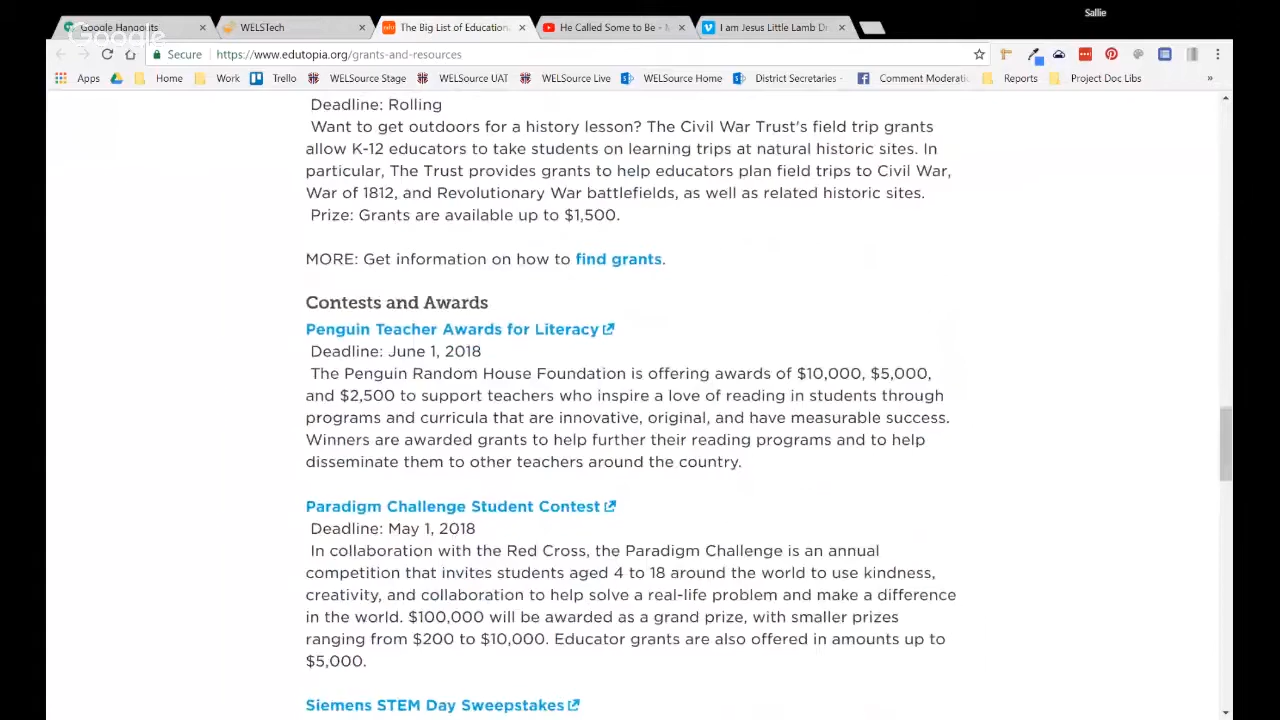 Sallie
Google Hangouts
WELSTech
The Big List of Educationa
He Called Some to Be -
I am Jesus Little Lamb D
Google
Secure
https://www.edutopia.org/grants-and-resources
Apps
Home
Work
Trello
WELSource Stage
WELSource UAT
WELSource Live
WELSource Home
District Secretaries -
Comment Moderati
Reports
Project Doc Libs
»
Deadline: Rolling
Want to get outdoors for a history lesson? The Civil War Trust's field trip grants
allow K-12 educators to take students on learning trips at natural historic sites. In
particular, The Trust provides grants to help educators plan field trips to Civil War,
War of 1812, and Revolutionary War battlefields, as well as related historic sites.
Prize: Grants are available up to $1,500.
MORE: Get information on how to find grants.
Contests and Awards
Penguin Teacher Awards for Literacy
Deadline: June 1, 2018
The Penguin Random House Foundation is offering awards of $10,000, $5,000,
and $2,500 to support teachers who inspire a love of reading in students through
programs and curricula that are innovative, original, and have measurable success.
Winners are awarded grants to help further their reading programs and to help
disseminate them to other teachers around the country.
Paradigm Challenge Student Contest
Deadline: May 1, 2018
In collaboration with the Red Cross, the Paradigm Challenge is an annual
competition that invites students aged 4 to 18 around the world to use kindness,
creativity, and collaboration to help solve a real-life problem and make a difference
in the world. $100,000 will be awarded as a grand prize, with smaller prizes
ranging from $200 to $10,000. Educator grants are also offered in amounts up to
$5,000.
Siemens STEM Day Sweepstakes